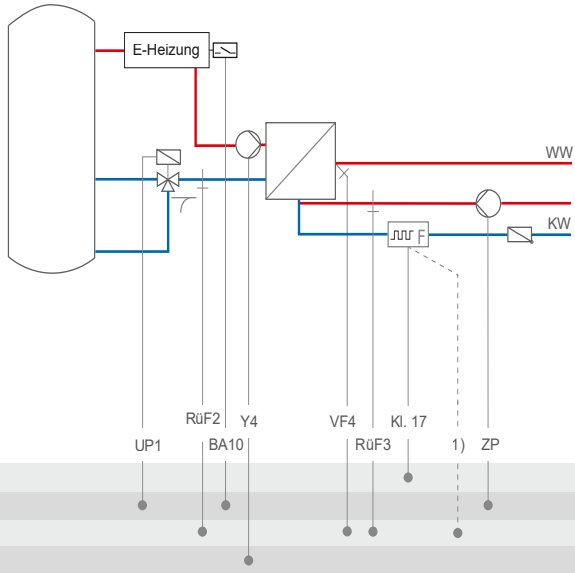 E-Heizung
WW
KW
F
RüF2
Y4
VF4
Kl. 17
UP1
BA10
RüF3
1)
ZP